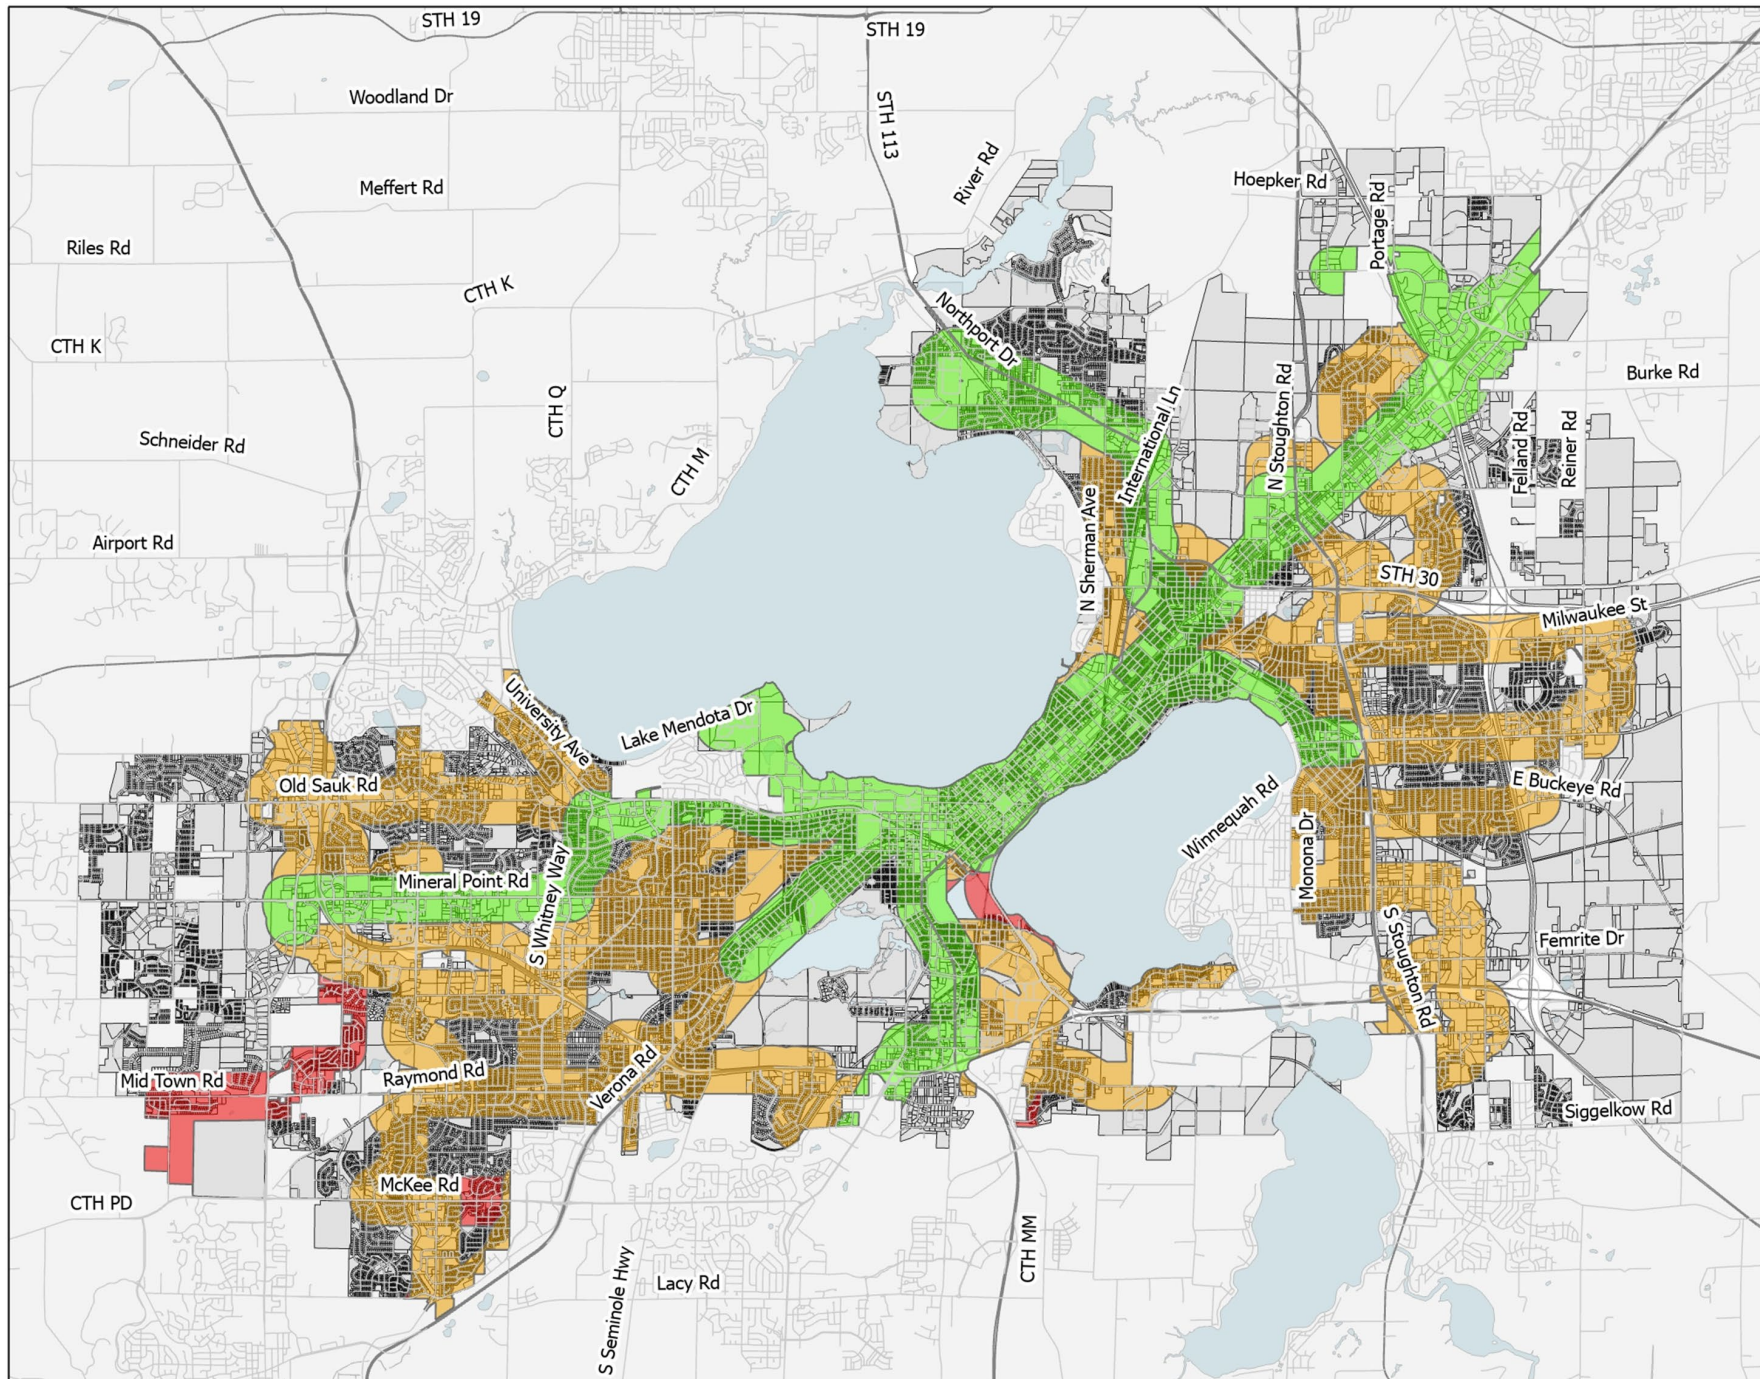 STH 19
STH 19
Woodland Dr
STH 113
River Rd
Hoepker Rd
Meffert Rd
Portage Rd
Riles Rd
CTH K
Northport Dr
CTH K
Burke Rd
CTH Q
International Ln
N Stoughton Rd
Felland Rd
Reiner Rd
Schneider Rd
CTH M
N Sherman Ave
Airport Rd
STH 30
Milwaukee St
University Ave
Lake Mendota Dr
Old Sauk Rd
E Buckeye Rd
Winnequah Rd
Monona Dr
Mineral Point Rd
S Whitney Way
S Stoughton Rd
Femrite Dr
Mid Town Rd
Raymond Rd
Verona Rd
Siggelkow Rd
McKee Rd
CTH PD
CTH MM
S Seminole Hwy
Lacy Rd